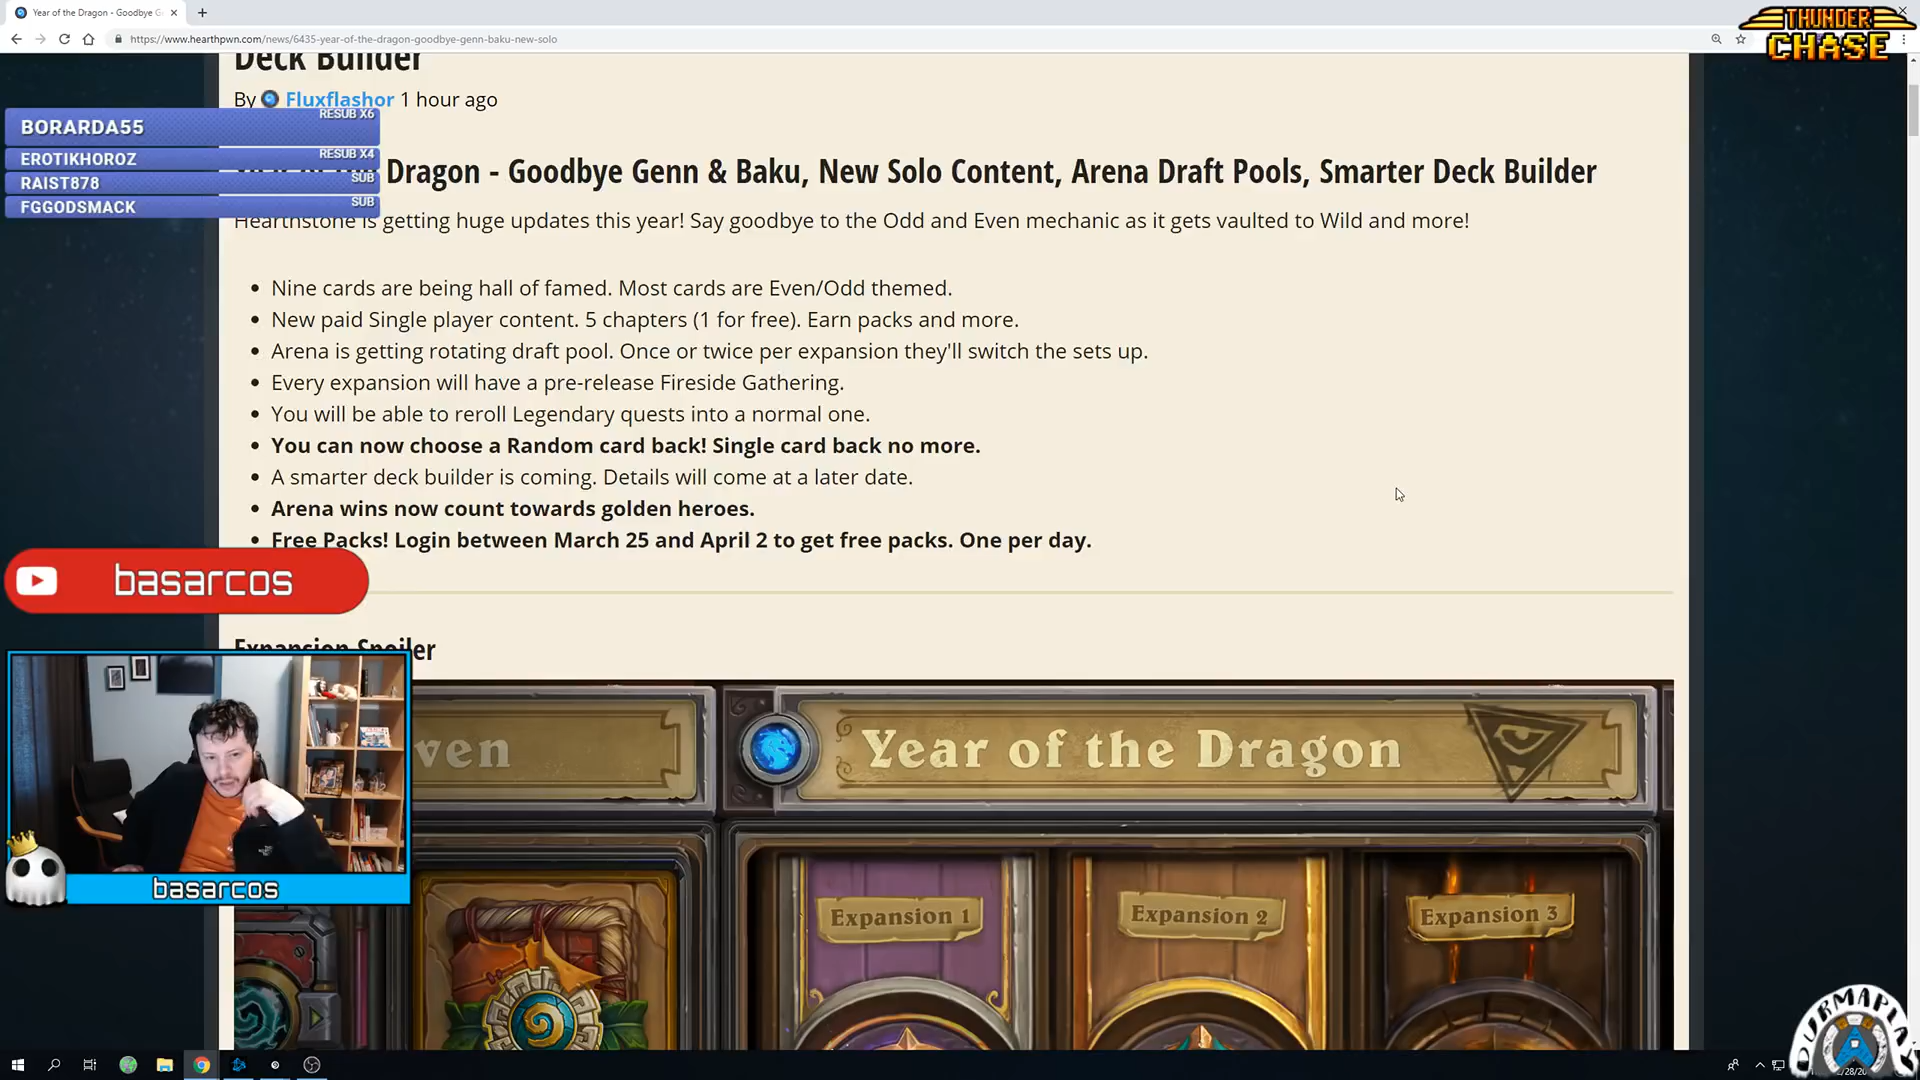 Year of the Dragon - Goodbye G
https://www.hearthpwn.com/news/6435-year-of-the-dragon-goodbye-genn-baku-new-solo
THUNDER
CHASE
Deck Builder
By Fluxflashor 1 hour ago
BORARDA55 RESUB X6
EROTIKHOROZ RESUB X4
RAIST878 SUB
FGGODSMACK SUB
Dragon - Goodbye Genn & Baku, New Solo Content, Arena Draft Pools, Smarter Deck Builder
Hearthstone is getting huge updates this year! Say goodbye to the Odd and Even mechanic as it gets vaulted to Wild and more!
• Nine cards are being hall of famed. Most cards are Even/Odd themed.
• New paid Single player content. 5 chapters (1 for free). Earn packs and more.
• Arena is getting rotating draft pool. Once or twice per expansion they'll switch the sets up.
• Every expansion will have a pre-release Fireside Gathering.
• You will be able to reroll Legendary quests into a normal one.
• You can now choose a Random card back! Single card back no more.
• A smarter deck builder is coming. Details will come at a later date.
• Arena wins now count towards golden heroes.
• Free Packs! Login between March 25 and April 2 to get free packs. One per day.
basarcos
Expansion Spoiler
ven
Year of the Dragon
Expansion 1
Expansion 2
Expansion 3
basarcos
DURMAPLAY